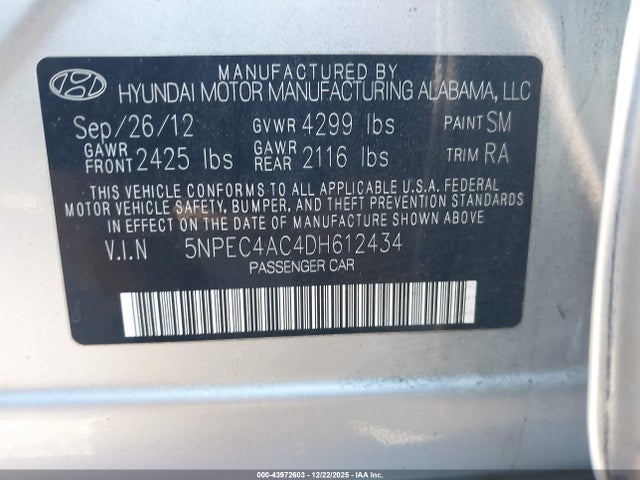 MANUFACTURED BY
HYUNDAI MOTOR MANUFACTURING ALABAMA, LLC
Sep/26/12 GVWR 4299 lbs PAINT SM
GAWR FRONT 2425 lbs GAWR REAR 2116 lbs TRIM RA
THIS VEHICLE CONFORMS TO ALL APPLICABLE U.S.A. FEDERAL
MOTOR VEHICLE SAFETY, BUMPER, AND THEFT PREVENTION STANDARDS
IN EFFECT ON THE DATE OF MANUFACTURE SHOWN ABOVE
V.I.N 5NPEC4AC4DH612434
PASSENGER CAR
000-43972603 - 12/22/2025 - IAA Inc.